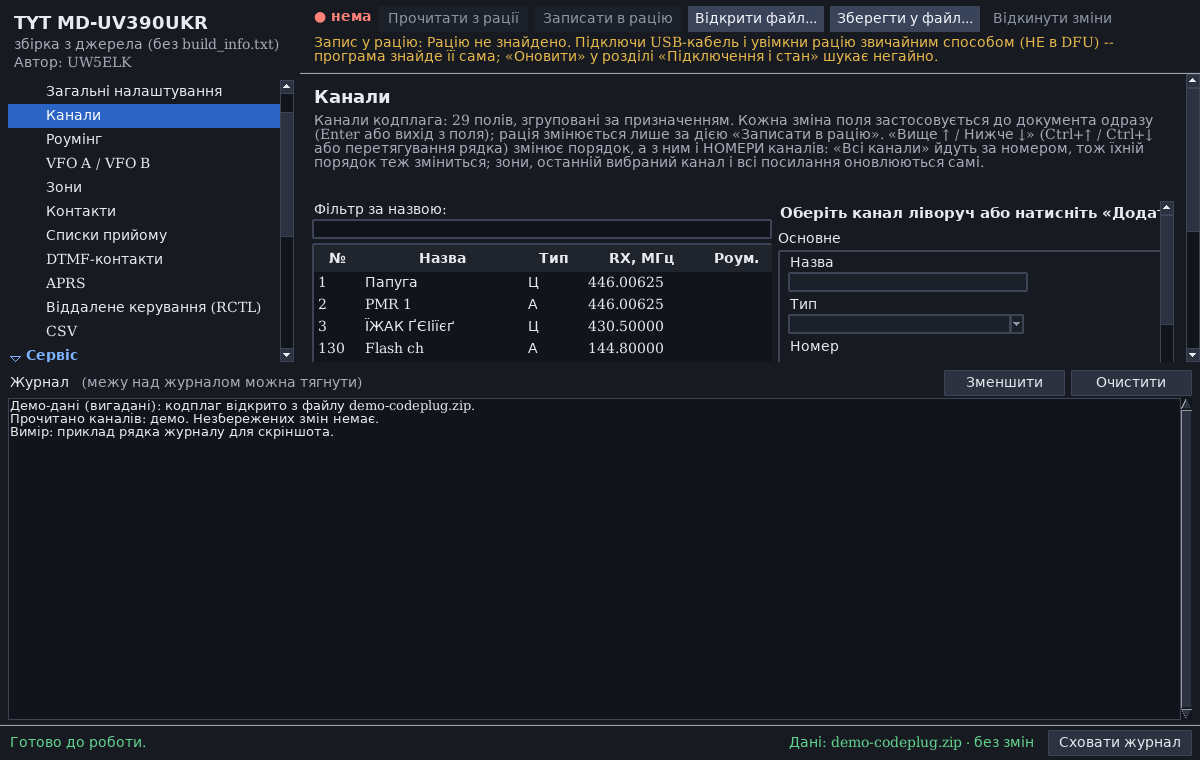 TYT MD-UV390UKR
збірка з джерела (без build_info.txt)
Автор: UW5ELK
● нема
Прочитати з рації
Записати в рацію
Відкрити файл...
Зберегти у файл...
Відкинути зміни
Запис у рацію: Рацію не знайдено. Підключи USB-кабель і увімкни рацію звичайним способом (НЕ в DFU) --
програма знайде її сама; «Оновити» у розділі «Підключення і стан» шукає негайно.
Загальні налаштування
Канали
Роумінг
VFO A / VFO B
Зони
Контакти
Списки прийому
DTMF-контакти
APRS
Віддалене керування (RCTL)
CSV
Сервіс
Канали
Канали кодплага: 29 полів, згруповані за призначенням. Кожна зміна поля застосовується до документа одразу
(Enter або вихід з поля); рація змінюється лише за дією «Записати в рацію». «Вище ↑ / Нижче ↓» (Ctrl+↑ / Ctrl+↓
або перетягування рядка) змінює порядок, а з ним і НОМЕРИ каналів: «Всі канали» йдуть за номером, тож їхній
порядок теж зміниться; зони, останній вибраний канал і всі посилання оновлюються самі.
Фільтр за назвою:
№ Назва Тип RX, МГц Роум.
1 Папуга Ц 446.00625
2 PMR 1 А 446.00625
3 ЇЖАК ҐЄІіїєґ Ц 430.50000
130 Flash ch А 144.80000
Оберіть канал ліворуч або натисніть «Додат
Основне
Назва
Тип
Номер
Журнал (межу над журналом можна тягнути)
Зменшити
Очистити
Демо-дані (вигадані): кодплаг відкрито з файлу demo-codeplug.zip.
Прочитано каналів: демо. Незбережених змін немає.
Вимір: приклад рядка журналу для скріншота.
Готово до роботи.
Дані: demo-codeplug.zip · без змін
Сховати журнал